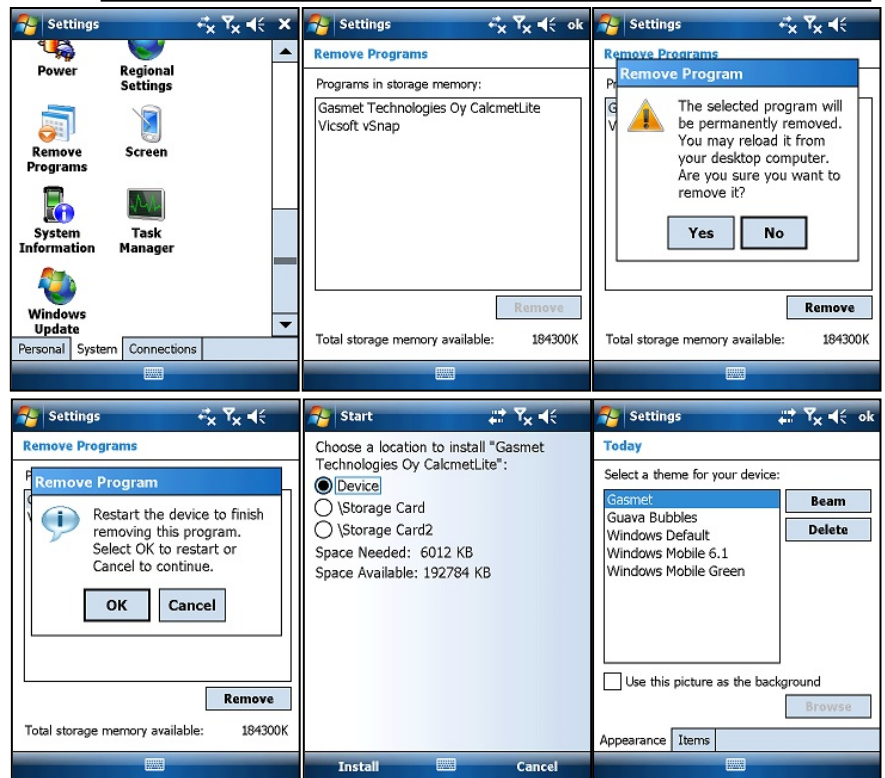 Settings
Power
Regional
Settings
Remove
Programs
Screen
System
Information
Task
Manager
Windows
Update
Personal System Connections
Settings ok
Remove Programs
Programs in storage memory:
Gasmet Technologies Oy CalcmetLite
Vicsoft vSnap
Remove
Total storage memory available: 184300K
Settings
Remove Programs
Remove Program
The selected program will
be permanently removed.
You may reload it from
your desktop computer.
Are you sure you want to
remove it?
Yes No
Remove
Total storage memory available: 184300K
Settings
Remove Programs
Remove Program
Restart the device to finish
removing this program.
Select OK to restart or
Cancel to continue.
OK Cancel
Remove
Total storage memory available: 184300K
Start
Choose a location to install "Gasmet
Technologies Oy CalcmetLite":
Device
\Storage Card
\Storage Card2
Space Needed: 6012 KB
Space Available: 192784 KB
Install Cancel
Settings ok
Today
Select a theme for your device:
Gasmet
Guava Bubbles
Windows Default
Windows Mobile 6.1
Windows Mobile Green
Beam
Delete
Use this picture as the background
Browse
Appearance Items